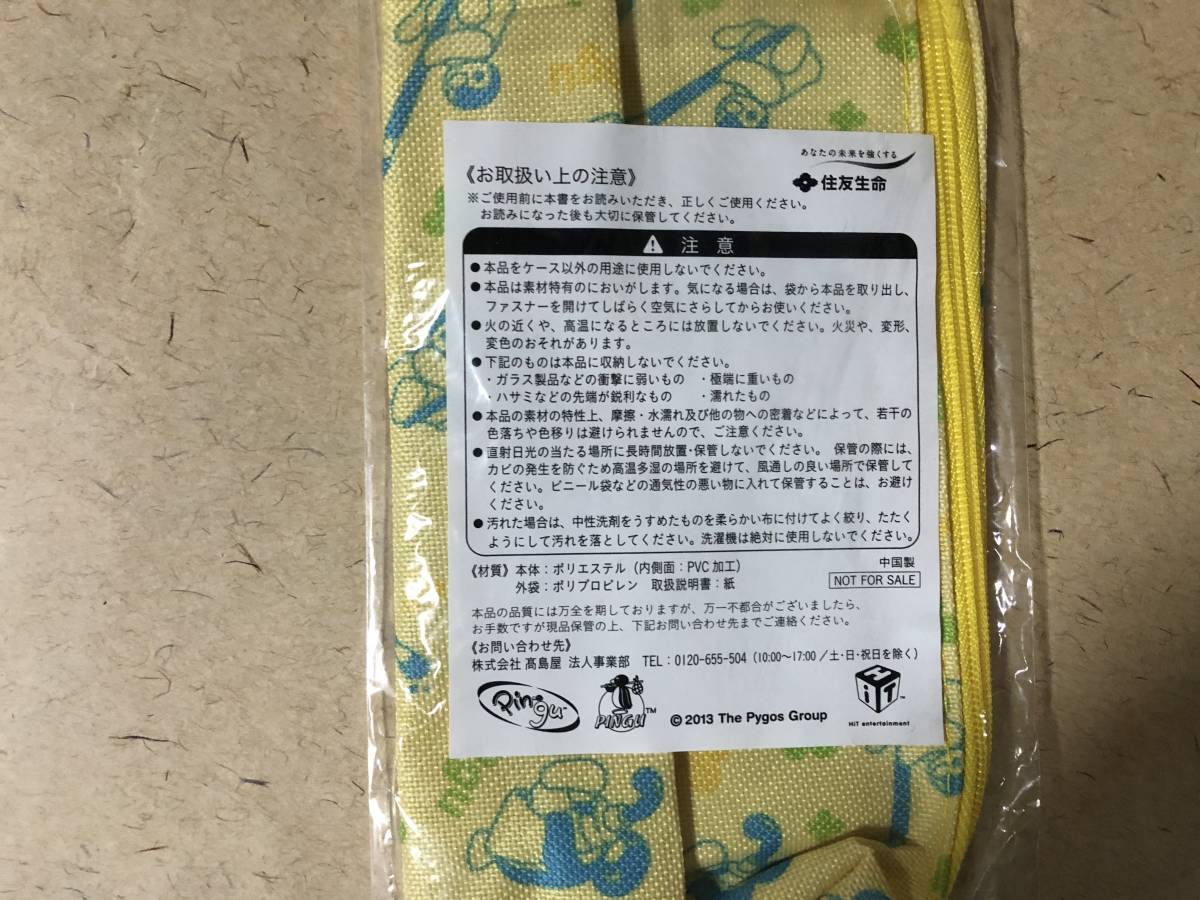 あなたの未来を強くする
住友生命
《お取扱い上の注意》
※ご使用前に本書をお読みいただき、正しくご使用ください。
お読みになった後も大切に保管してください。
注 意
●本品をケース以外の用途に使用しないでください。
●本品は素材特有のにおいがします。気になる場合は、袋から本品を取り出し、
ファスナーを開けてしばらく空気にさらしてからお使いください。
●火の近くや、高温になるところには放置しないでください。火災や、変形、
変色のおそれがあります。
●下記のものは本品に収納しないでください。
・ガラス製品などの衝撃に弱いもの ・極端に重いもの
・ハサミなどの先端が鋭利なもの ・濡れたもの
●本品の素材の特性上、摩擦・水濡れ及び他の物への密着などによって、若干の
色落ちや色移りは避けられませんので、ご注意ください。
●直射日光の当たる場所に長時間放置・保管しないでください。 保管の際には、
カビの発生を防ぐため高温多湿の場所を避けて、風通しの良い場所で保管して
ください。ビニール袋などの通気性の悪い物に入れて保管することは、お避け
ください。
●汚れた場合は、中性洗剤をうすめたものを柔らかい布に付けてよく絞り、たたく
ようにして汚れを落としてください。洗濯機は絶対に使用しないでください。
《材質》本体：ポリエステル（内側面：PVC加工）
中国製
外袋：ポリプロピレン 取扱説明書：紙
NOT FOR SALE
本品の品質には万全を期しておりますが、万一不都合がございましたら、
お手数ですが現品保管の上、下記お問い合わせ先までご連絡ください。
《お問い合わせ先》
株式会社髙島屋 法人事業部 TEL：0120-655-504（10:00〜17:00／土・日・祝日を除く）
Pingu™
PINGU™
© 2013 The Pygos Group
HiT™
HiT entertainment